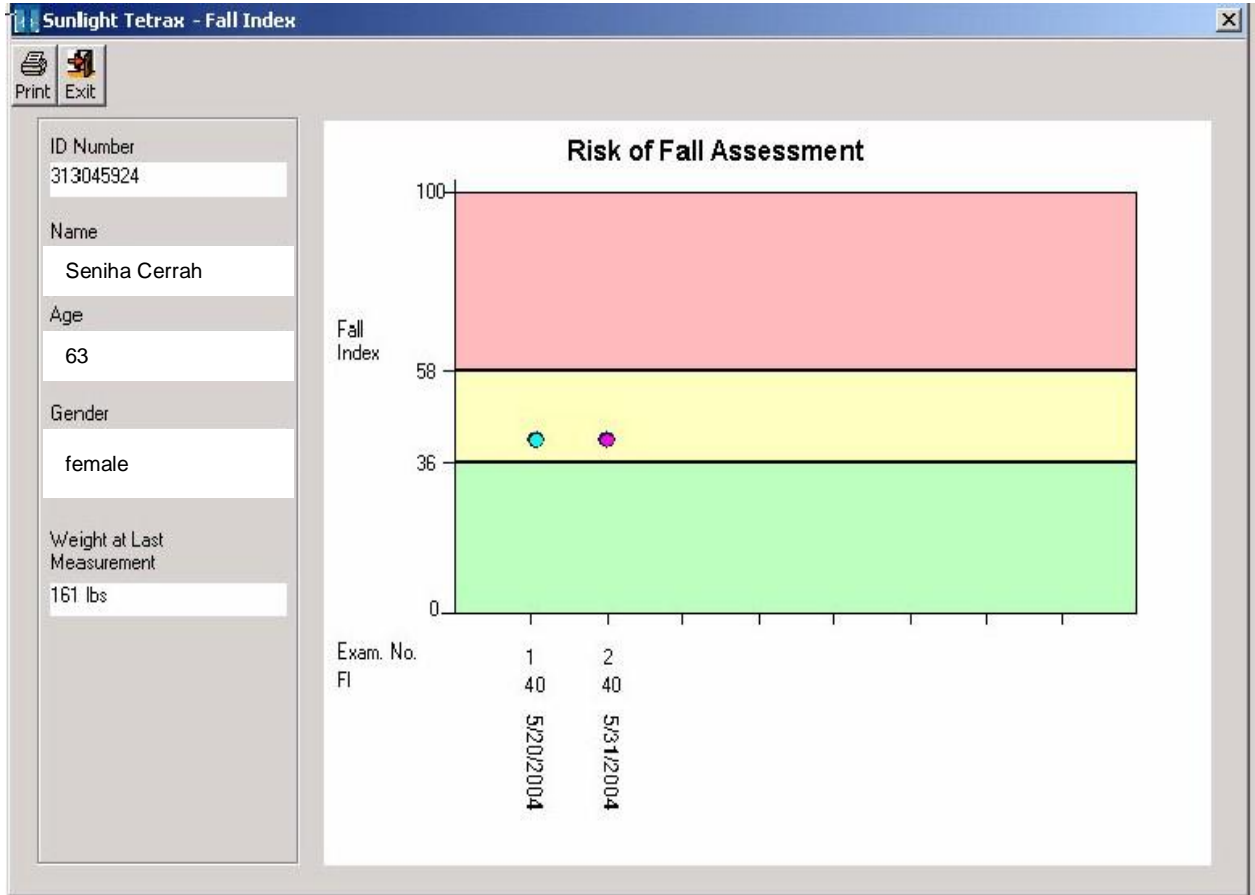 Sunlight Tetrax - Fall Index
Print Exit
ID Number
313045924
Name
Seniha Cerrah
Age
63
Gender
female
Weight at Last
Measurement
161 lbs
Risk of Fall Assessment
100
Fall
Index
58
36
0
Exam. No. 1 2
FI 40 40
5/20/2004 5/31/2004